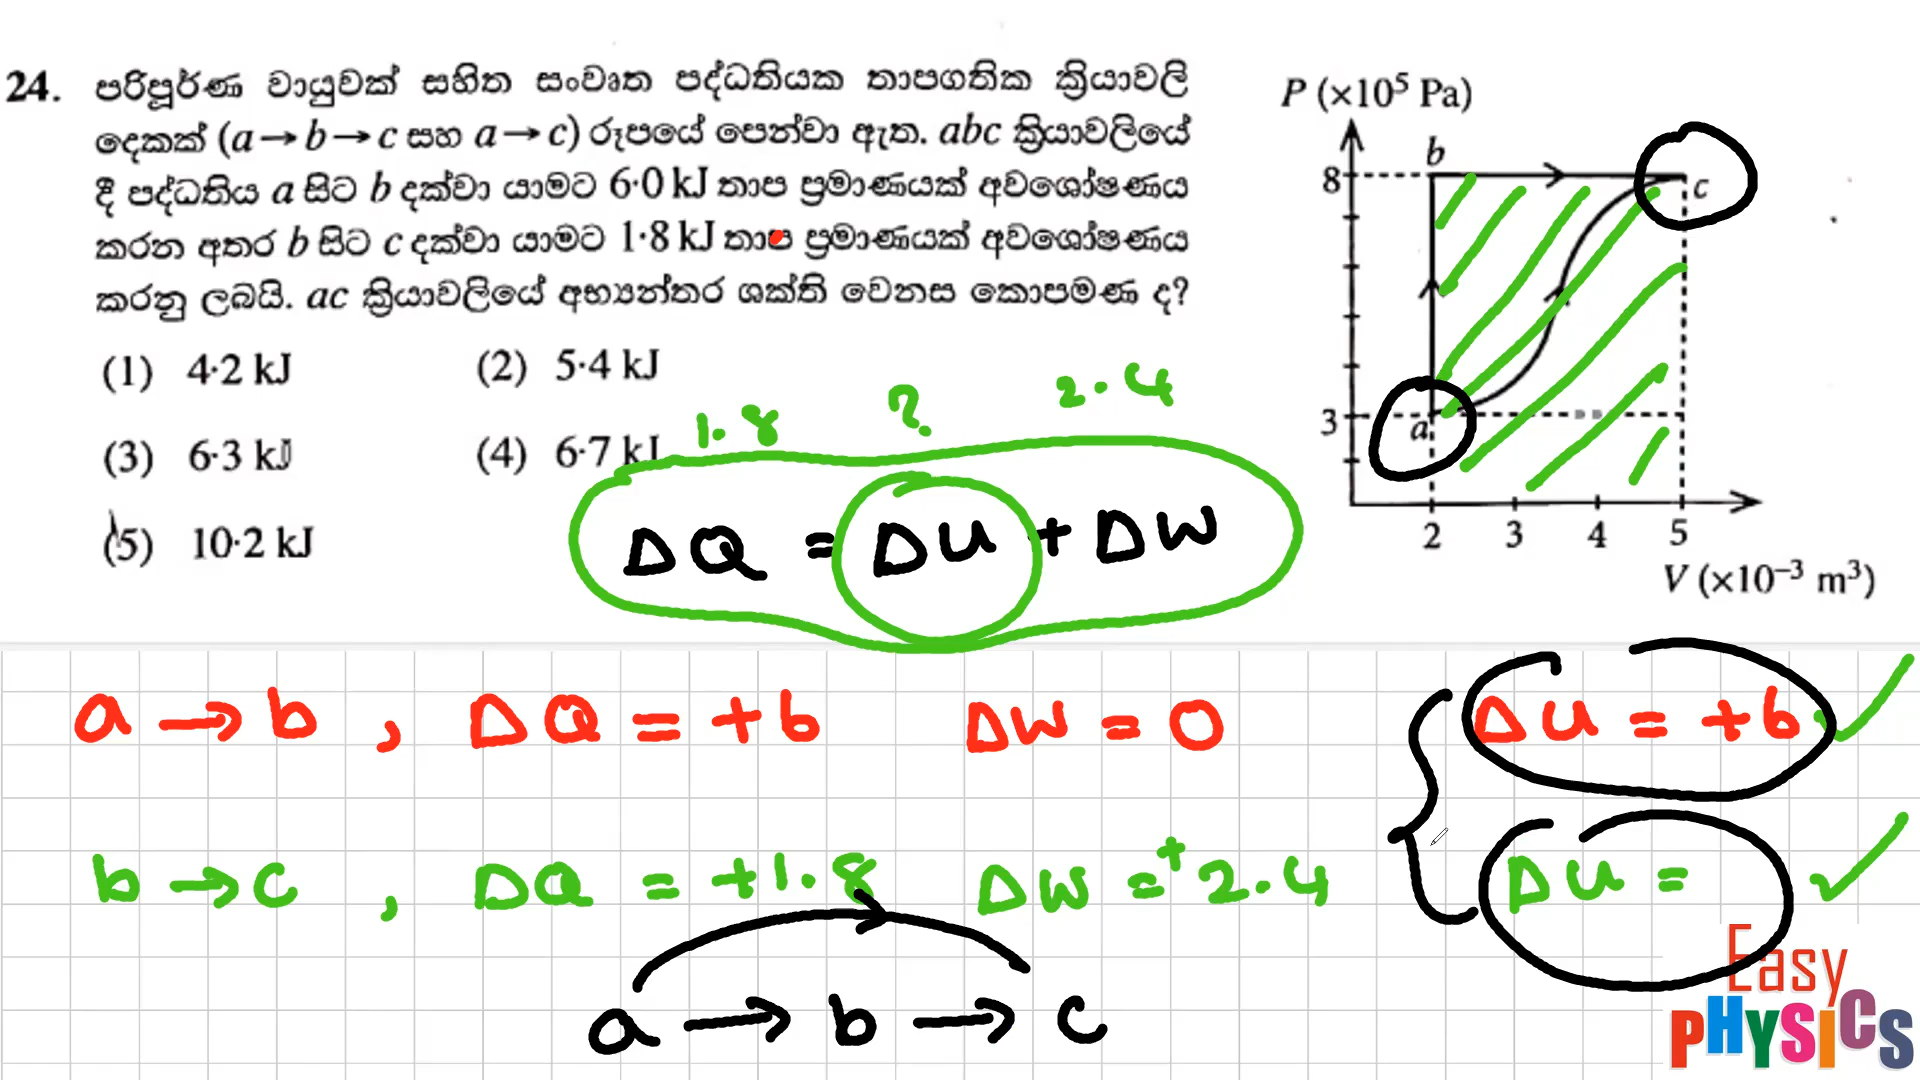 24. පරිපූර්ණ වායුවක් සහිත සංවෘත පද්ධතියක තාපගතික ක්‍රියාවලි
දෙකක් (a→b→c සහ a→c) රූපයේ පෙන්වා ඇත. abc ක්‍රියාවලියේ
දී පද්ධතිය a සිට b දක්වා යාමට 6·0 kJ තාප ප්‍රමාණයක් අවශෝෂණය
කරන අතර b සිට c දක්වා යාමට 1·8 kJ තාප ප්‍රමාණයක් අවශෝෂණය
කරනු ලබයි. ac ක්‍රියාවලියේ අභ්‍යන්තර ශක්ති වෙනස කොපමණ ද?
(1) 4·2 kJ (2) 5·4 kJ
(3) 6·3 kJ (4) 6·7 kJ
(5) 10·2 kJ
P (×10⁵ Pa)
b
8
c
3
a
2 3 4 5
V (×10⁻³ m³)
1.8 ? 2.4
ΔQ = ΔU + ΔW
a → b , ΔQ = +6 ΔW = 0 ΔU = +6
b → c , ΔQ = +1.8 ΔW = +2.4 ΔU =
a → b → c
Easy
PHYSICS